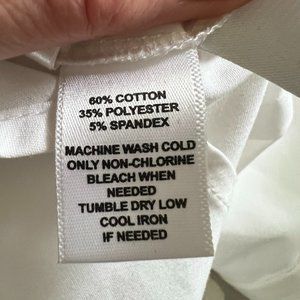 60% COTTON
35% POLYESTER
5% SPANDEX
MACHINE WASH COLD
ONLY NON-CHLORINE
BLEACH WHEN
NEEDED
TUMBLE DRY LOW
COOL IRON
IF NEEDED